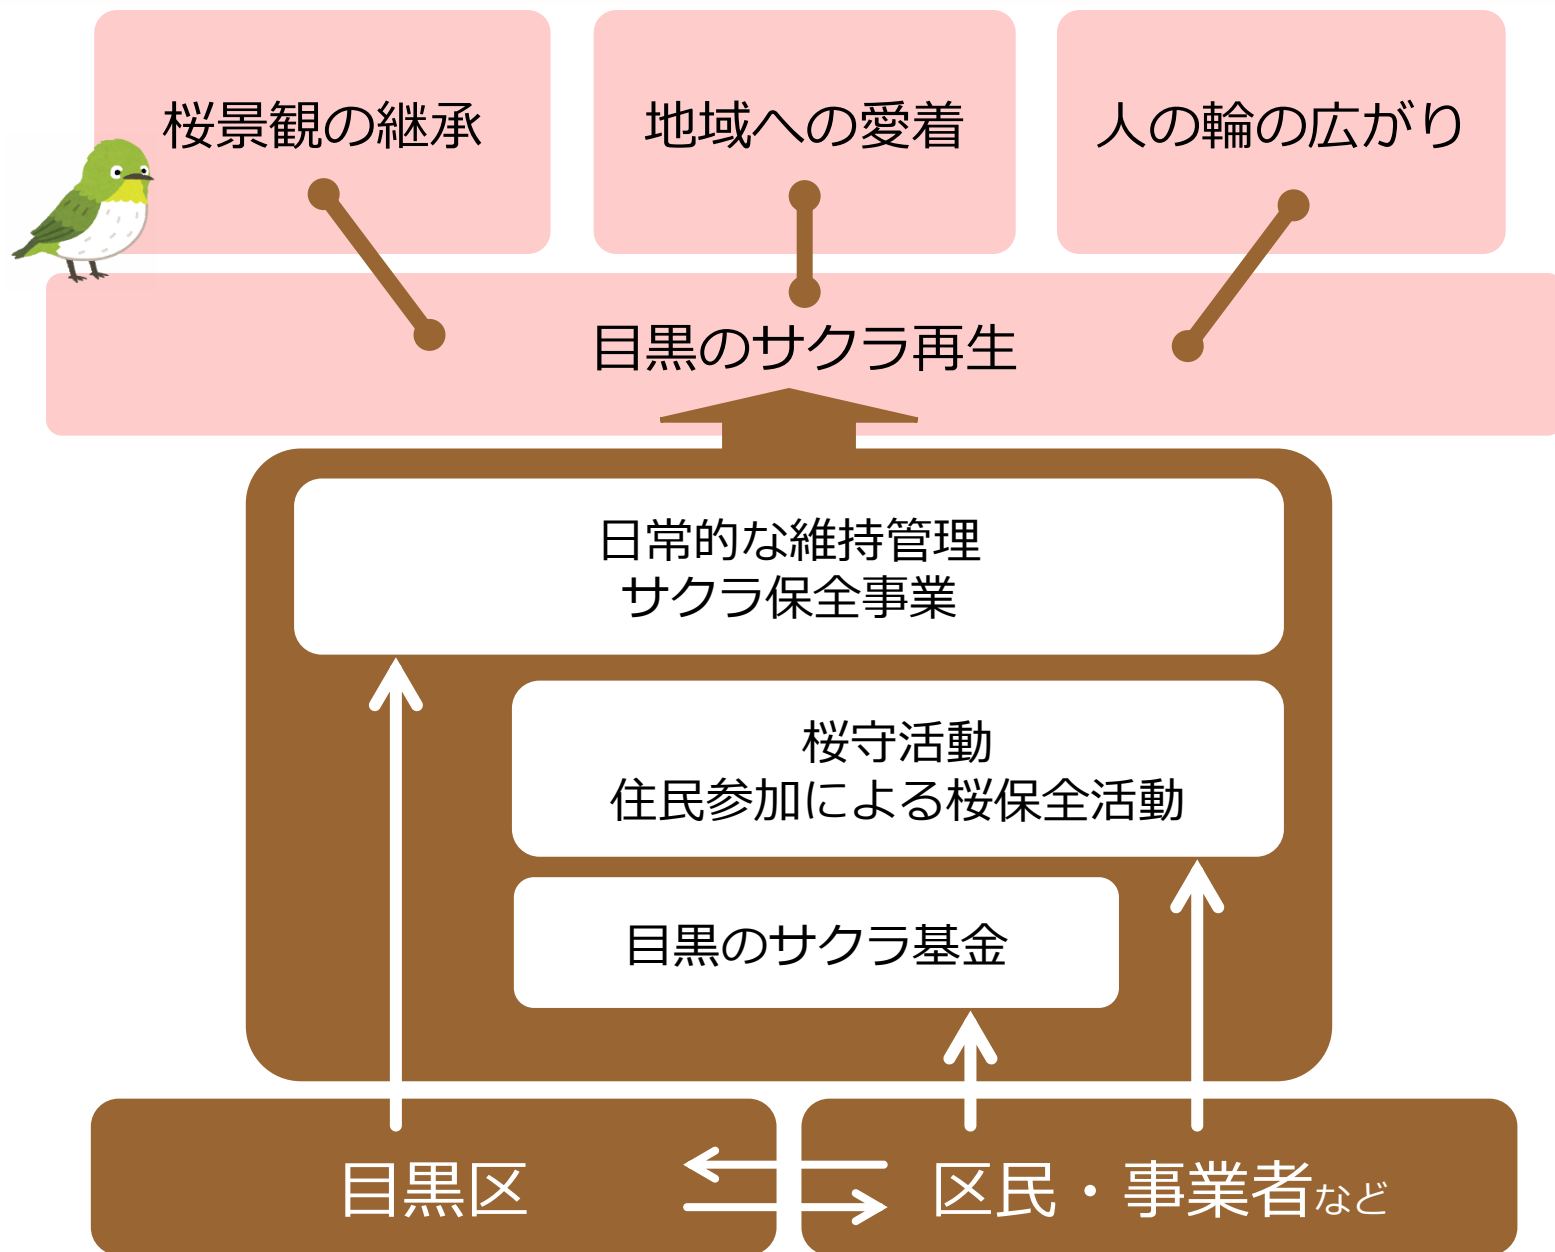 桜景観の継承
地域への愛着
人の輪の広がり
目黒のサクラ再生
日常的な維持管理
サクラ保全事業
桜守活動
住民参加による桜保全活動
目黒のサクラ基金
目黒区
区民・事業者など